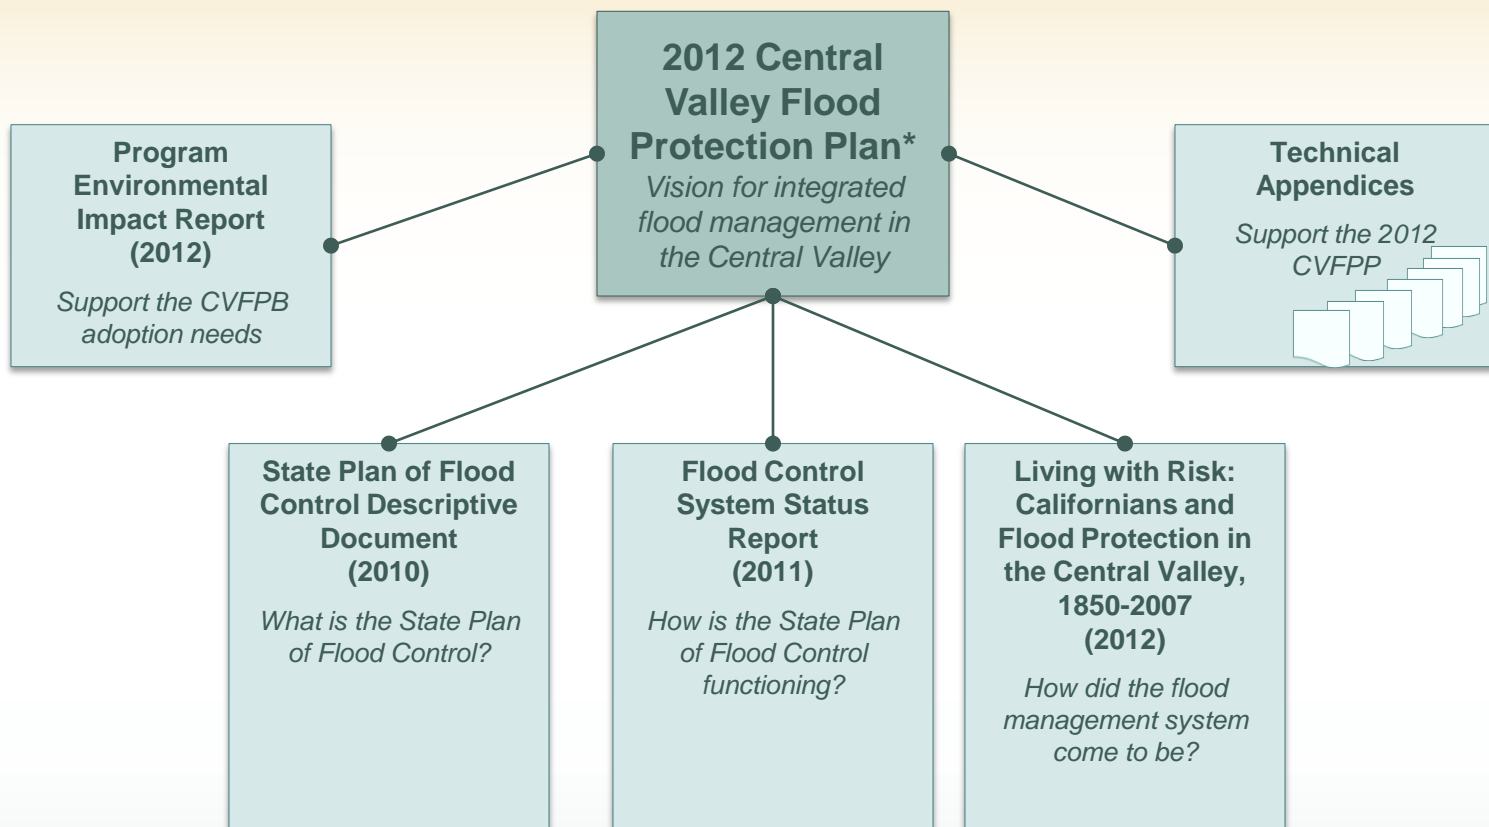 2012 Central
Valley Flood
Protection Plan*
Vision for integrated
flood management in
the Central Valley
Program
Environmental
Impact Report
(2012)
Support the CVFPB
adoption needs
Technical
Appendices
Support the 2012
CVFPP
State Plan of Flood
Control Descriptive
Document
(2010)
What is the State Plan
of Flood Control?
Flood Control
System Status
Report
(2011)
How is the State Plan
of Flood Control
functioning?
Living with Risk:
Californians and
Flood Protection in
the Central Valley,
1850-2007
(2012)
How did the flood
management system
come to be?